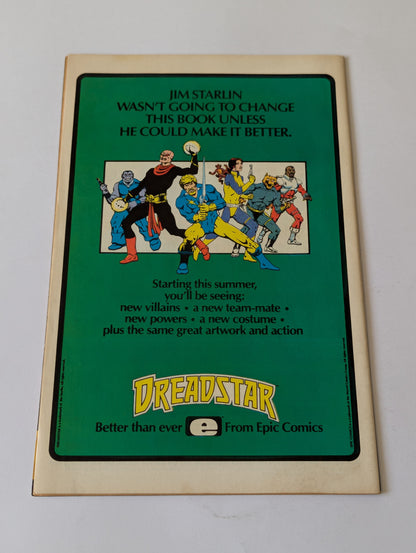 JIM STARLIN
WASN'T GOING TO CHANGE
THIS BOOK UNLESS
HE COULD MAKE IT BETTER.
Starting this summer,
you'll be seeing:
new villains • a new team-mate •
new powers • a new costume •
plus the same great artwork and action
DREADSTAR
Better than ever e From Epic Comics